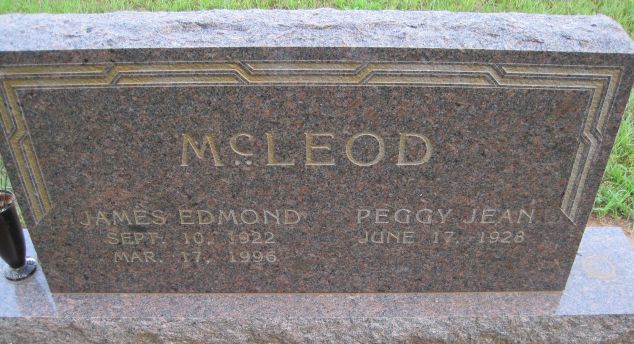 McLEOD
JAMES EDMOND
SEPT. 10, 1922
MAR. 17, 1996
PEGGY JEAN
JUNE 17, 1928